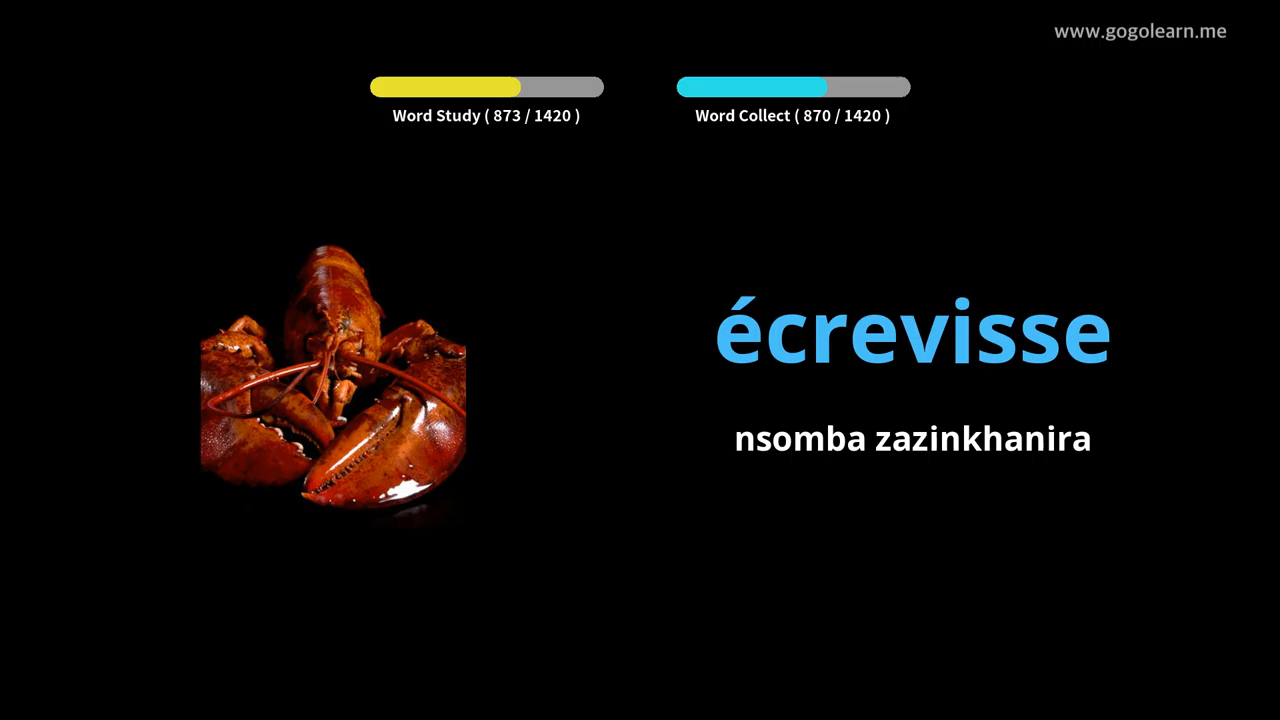 www.gogolearn.me
Word Study ( 873 / 1420 )
Word Collect ( 870 / 1420 )
écrevisse
nsomba zazinkhanira